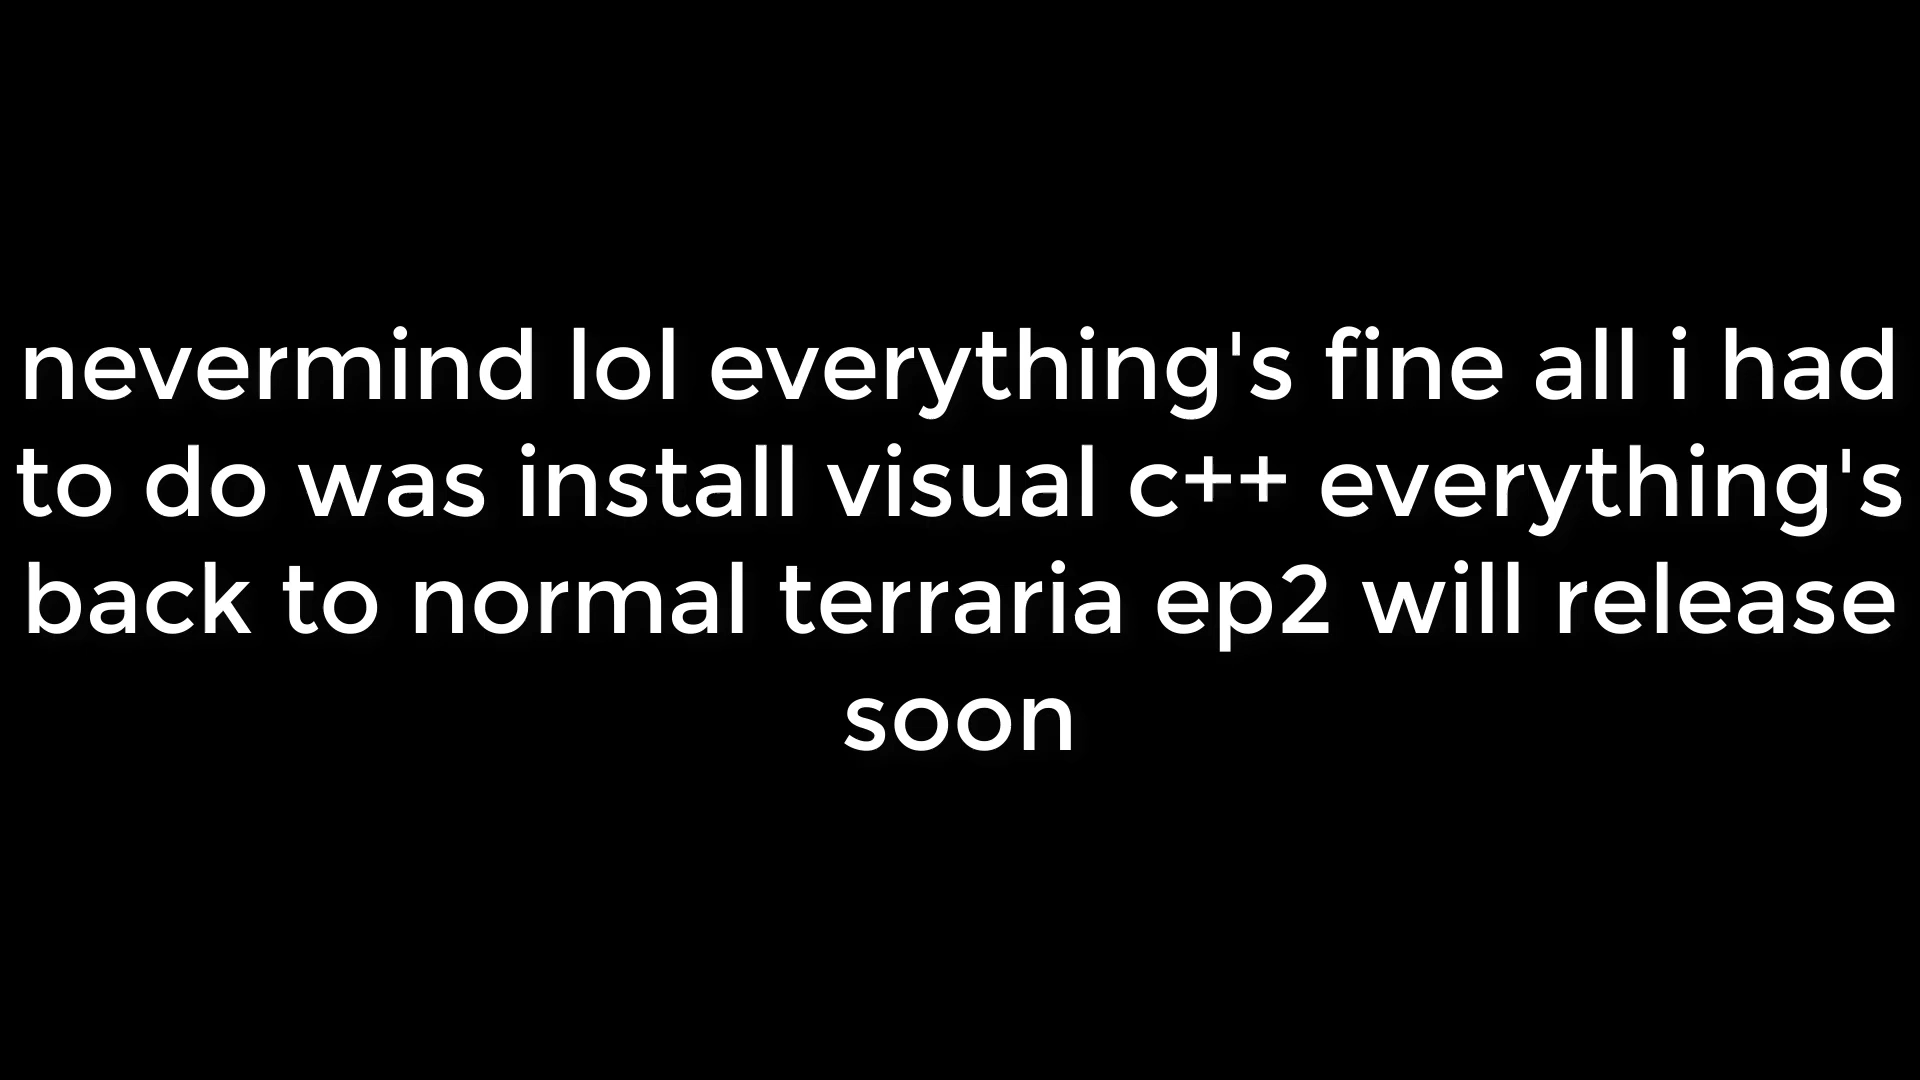 nevermind lol everything's fine all i had
to do was install visual c++ everything's
back to normal terraria ep2 will release
soon